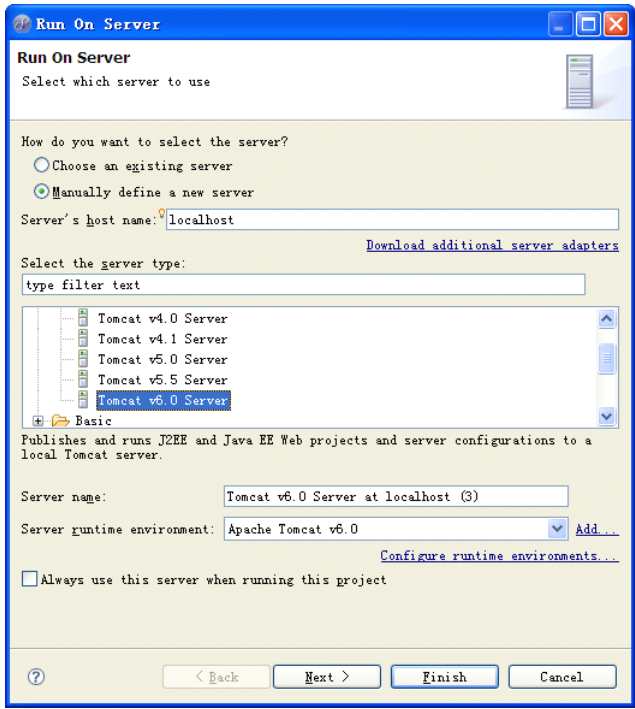 Run On Server
Run On Server
Select which server to use
How do you want to select the server?
Choose an existing server
Manually define a new server
Server's host name: localhost
Download additional server adapters
Select the server type:
type filter text
Tomcat v4.0 Server
Tomcat v4.1 Server
Tomcat v5.0 Server
Tomcat v5.5 Server
Tomcat v6.0 Server
Basic
Publishes and runs J2EE and Java EE Web projects and server configurations to a
local Tomcat server.
Server name: Tomcat v6.0 Server at localhost (3)
Server runtime environment: Apache Tomcat v6.0 Add...
Configure runtime environments...
Always use this server when running this project
? < Back Next > Finish Cancel